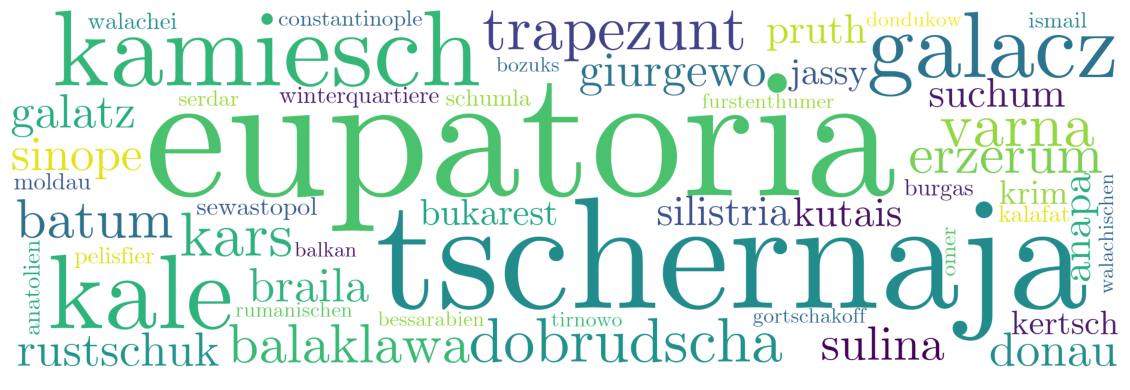 walachei
constantinople
kamiesch
trapezunt
pruth
dondukow
ismail
galacz
bozuks
giurgewo
jassy
serdar
winterquartiere
schumla
furstenthumer
suchum
galatz
eupatoria
varna
sinope
erzerum
moldau
burgas
krim
batum
sewastopol
bukarest
silistria
kutais
kalafat
anapa
walachischen
kars
balkan
tschernaja
omer
anatolien
pelisfier
kale
braila
rumanischen
bessarabien
tirnowo
gortschakoff
kertsch
rustschuk
balaklawa
dobrudscha
sulina
donau